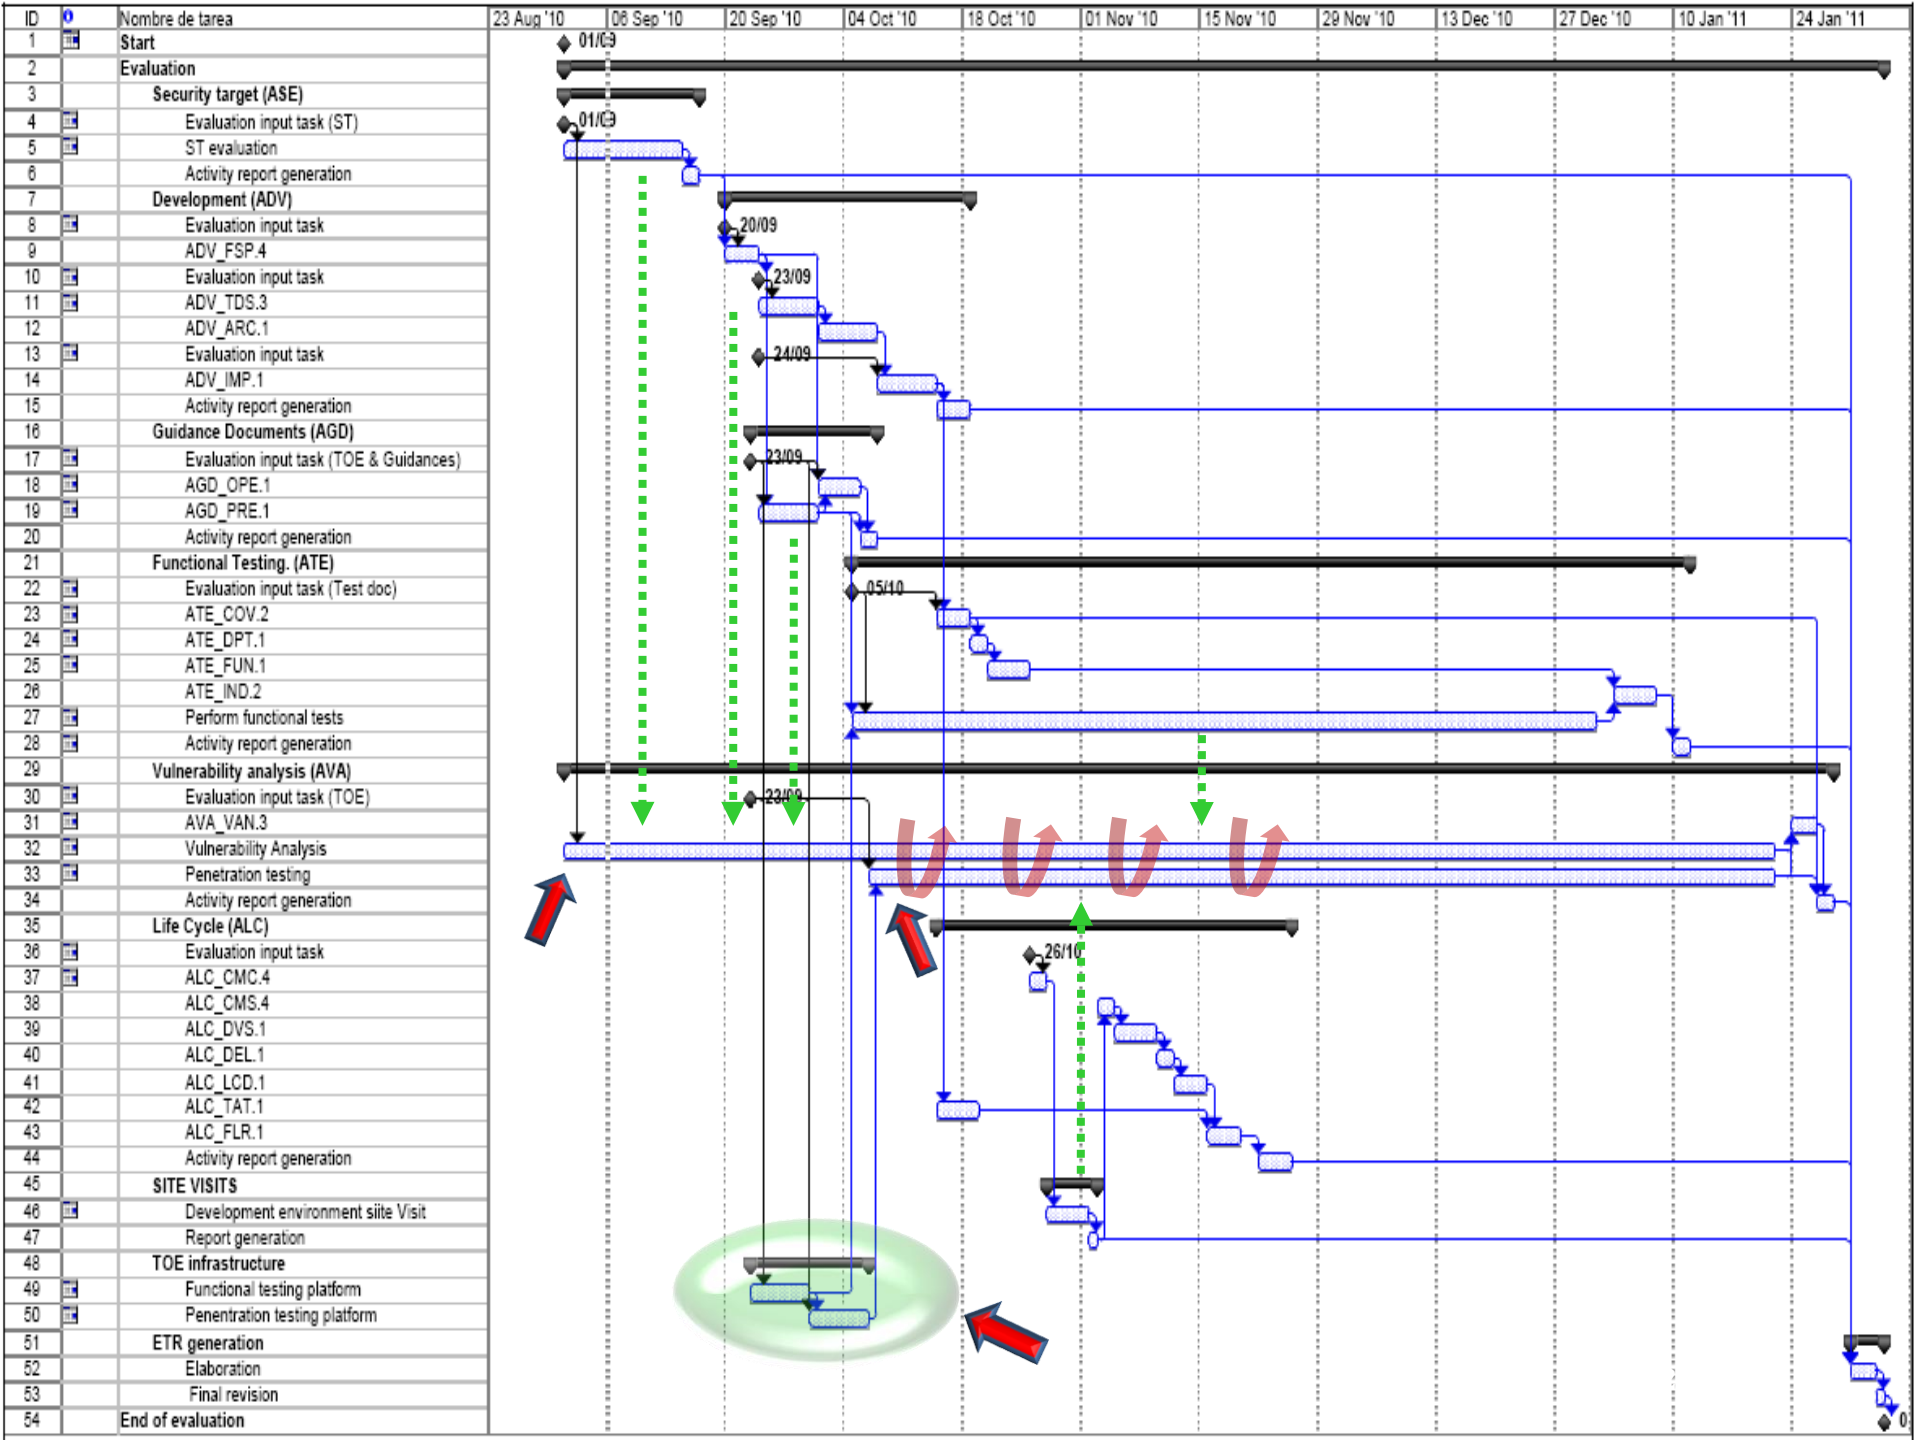 ID Nombre de tarea 23 Aug '10 06 Sep '10 20 Sep '10 04 Oct '10 18 Oct '10 01 Nov '10 15 Nov '10 29 Nov '10 13 Dec '10 27 Dec '10 10 Jan '11 24 Jan '11
1 Start 01/09
2 Evaluation
3 Security target (ASE)
4 Evaluation input task (ST) 01/09
5 ST evaluation
6 Activity report generation
7 Development (ADV)
8 Evaluation input task 20/09
9 ADV_FSP.4
10 Evaluation input task 23/09
11 ADV_TDS.3
12 ADV_ARC.1
13 Evaluation input task 24/09
14 ADV_IMP.1
15 Activity report generation
16 Guidance Documents (AGD)
17 Evaluation input task (TOE & Guidances) 23/09
18 AGD_OPE.1
19 AGD_PRE.1
20 Activity report generation
21 Functional Testing. (ATE)
22 Evaluation input task (Test doc) 05/10
23 ATE_COV.2
24 ATE_DPT.1
25 ATE_FUN.1
26 ATE_IND.2
27 Perform functional tests
28 Activity report generation
29 Vulnerability analysis (AVA)
30 Evaluation input task (TOE) 23/09
31 AVA_VAN.3
32 Vulnerability Analysis
33 Penetration testing
34 Activity report generation
35 Life Cycle (ALC)
36 Evaluation input task 26/10
37 ALC_CMC.4
38 ALC_CMS.4
39 ALC_DVS.1
40 ALC_DEL.1
41 ALC_LCD.1
42 ALC_TAT.1
43 ALC_FLR.1
44 Activity report generation
45 SITE VISITS
46 Development environment siite Visit
47 Report generation
48 TOE infrastructure
49 Functional testing platform
50 Penentration testing platform
51 ETR generation
52 Elaboration
53 Final revision
54 End of evaluation 0